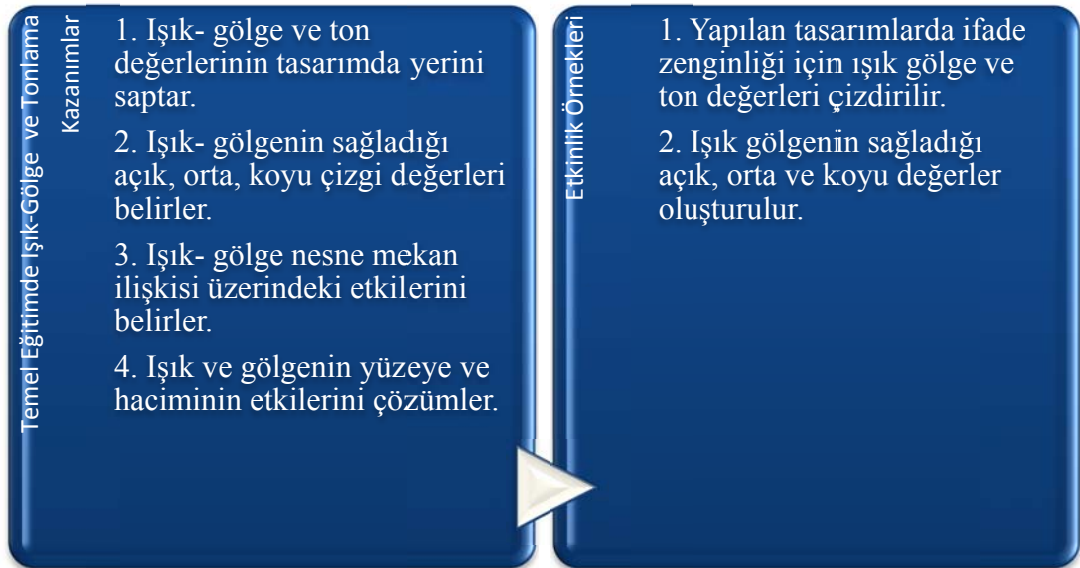 Temel Eğitimde Işık-Gölge ve Tonlama
Kazanımlar
1. Işık- gölge ve ton
değerlerinin tasarımda yerini
saptar.
2. Işık- gölgenin sağladığı
açık, orta, koyu çizgi değerleri
belirler.
3. Işık- gölge nesne mekan
ilişkisi üzerindeki etkilerini
belirler.
4. Işık ve gölgenin yüzeye ve
haciminin etkilerini çözümler.
Etkinlik Örnekleri
1. Yapılan tasarımlarda ifade
zenginliği için ışık gölge ve
ton değerleri çizdirilir.
2. Işık gölgenin sağladığı
açık, orta ve koyu değerler
oluşturulur.